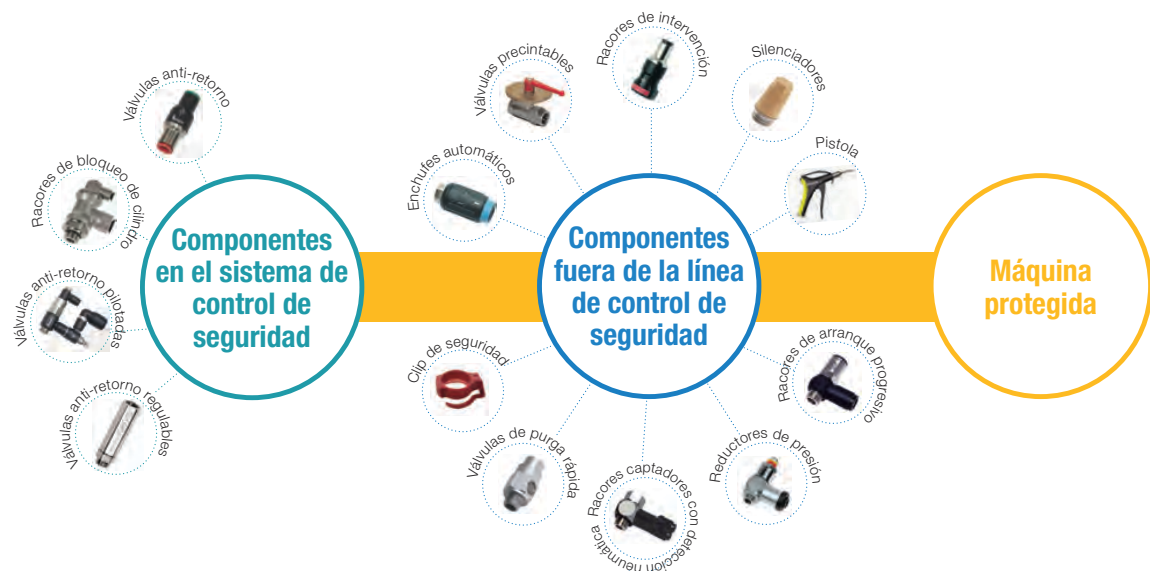 Válvulas anti-retorno
Racores de bloqueo de cilindro
Válvulas anti-retorno pilotadas
Válvulas anti-retorno regulables
Componentes
en el sistema de
control de
seguridad
Enchufes automáticos
Válvulas precintables
Racores de intervención
Silenciadores
Pistola
Componentes
fuera de la línea
de control de
seguridad
Clip de seguridad
Válvulas de purga rápida
Racores captadores con detección neumática
Reductores de presión
Racores de arranque progresivo
Máquina
protegida